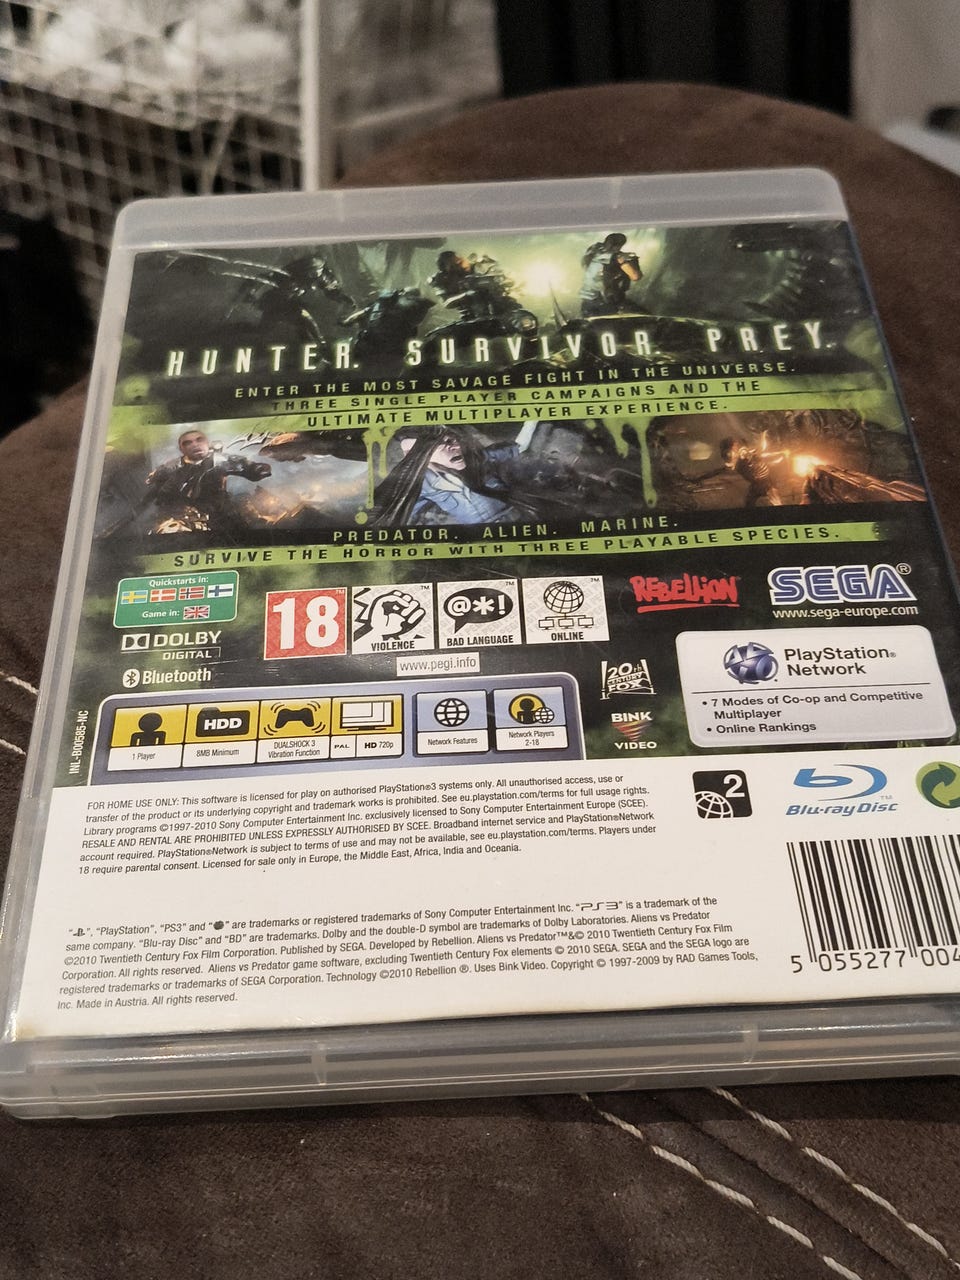 HUNTER. SURVIVOR. PREY.
ENTER THE MOST SAVAGE FIGHT IN THE UNIVERSE.
THREE SINGLE PLAYER CAMPAIGNS AND THE
ULTIMATE MULTIPLAYER EXPERIENCE.
PREDATOR. ALIEN. MARINE.
SURVIVE THE HORROR WITH THREE PLAYABLE SPECIES.
Quickstarts in:
Game in:
DOLBY
DIGITAL
Bluetooth
18
VIOLENCE
@*!
BAD LANGUAGE
ONLINE
www.pegi.info
REBELLION
SEGA®
www.sega-europe.com
20th
CENTURY
FOX
BINK
VIDEO
PlayStation®
Network
• 7 Modes of Co-op and Competitive
Multiplayer
• Online Rankings
INL-B00585-NC
1 Player
HDD
8MB Minimum
DUALSHOCK 3
Vibration Function
PAL
HD 720p
Network Features
Network Players
2-18
2
Blu-ray Disc™
FOR HOME USE ONLY: This software is licensed for play on authorised PlayStation®3 systems only. All unauthorised access, use or
transfer of the product or its underlying copyright and trademark works is prohibited. See eu.playstation.com/terms for full usage rights.
Library programs ©1997-2010 Sony Computer Entertainment Inc. exclusively licensed to Sony Computer Entertainment Europe (SCEE).
RESALE AND RENTAL ARE PROHIBITED UNLESS EXPRESSLY AUTHORISED BY SCEE. Broadband internet service and PlayStation®Network
account required. PlayStation®Network is subject to terms of use and may not be available, see eu.playstation.com/terms. Players under
18 require parental consent. Licensed for sale only in Europe, the Middle East, Africa, India and Oceania.
"", "PlayStation", "PS3" and "" are trademarks or registered trademarks of Sony Computer Entertainment Inc. "PS3" is a trademark of the
same company. "Blu-ray Disc" and "BD" are trademarks. Dolby and the double-D symbol are trademarks of Dolby Laboratories. Aliens vs Predator
©2010 Twentieth Century Fox Film Corporation. Published by SEGA. Developed by Rebellion. Aliens vs Predator™&© 2010 Twentieth Century Fox Film
Corporation. All rights reserved. Aliens vs Predator game software, excluding Twentieth Century Fox elements © 2010 SEGA. SEGA and the SEGA logo are
registered trademarks or trademarks of SEGA Corporation. Technology ©2010 Rebellion ®. Uses Bink Video. Copyright © 1997-2009 by RAD Games Tools,
Inc. Made in Austria. All rights reserved.
5 055277 004